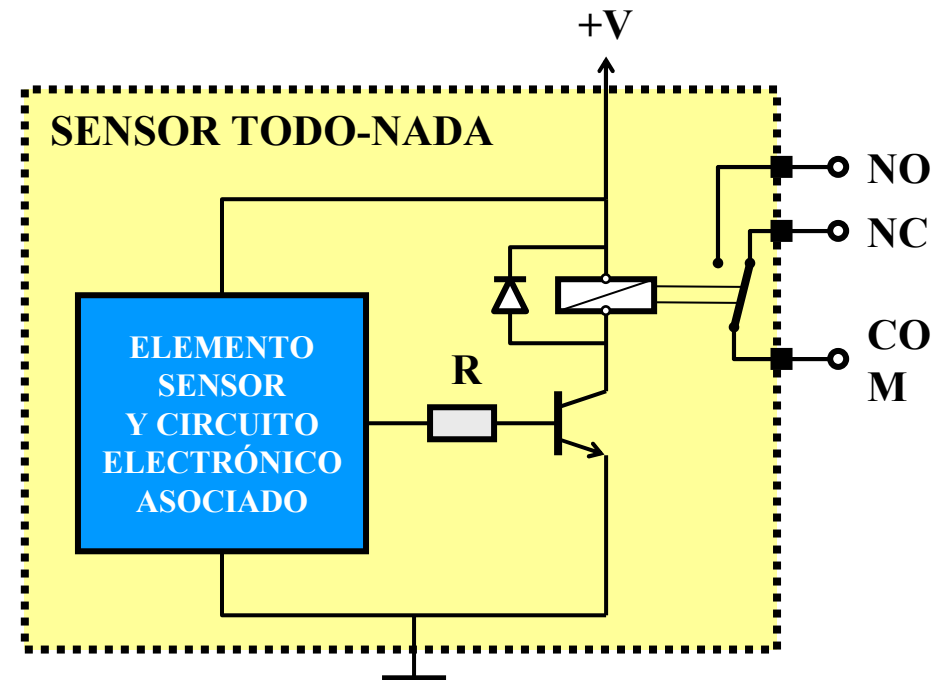 +V
SENSOR TODO-NADA
NO
NC
CO
M
R
ELEMENTO
SENSOR
Y CIRCUITO
ELECTRÓNICO
ASOCIADO